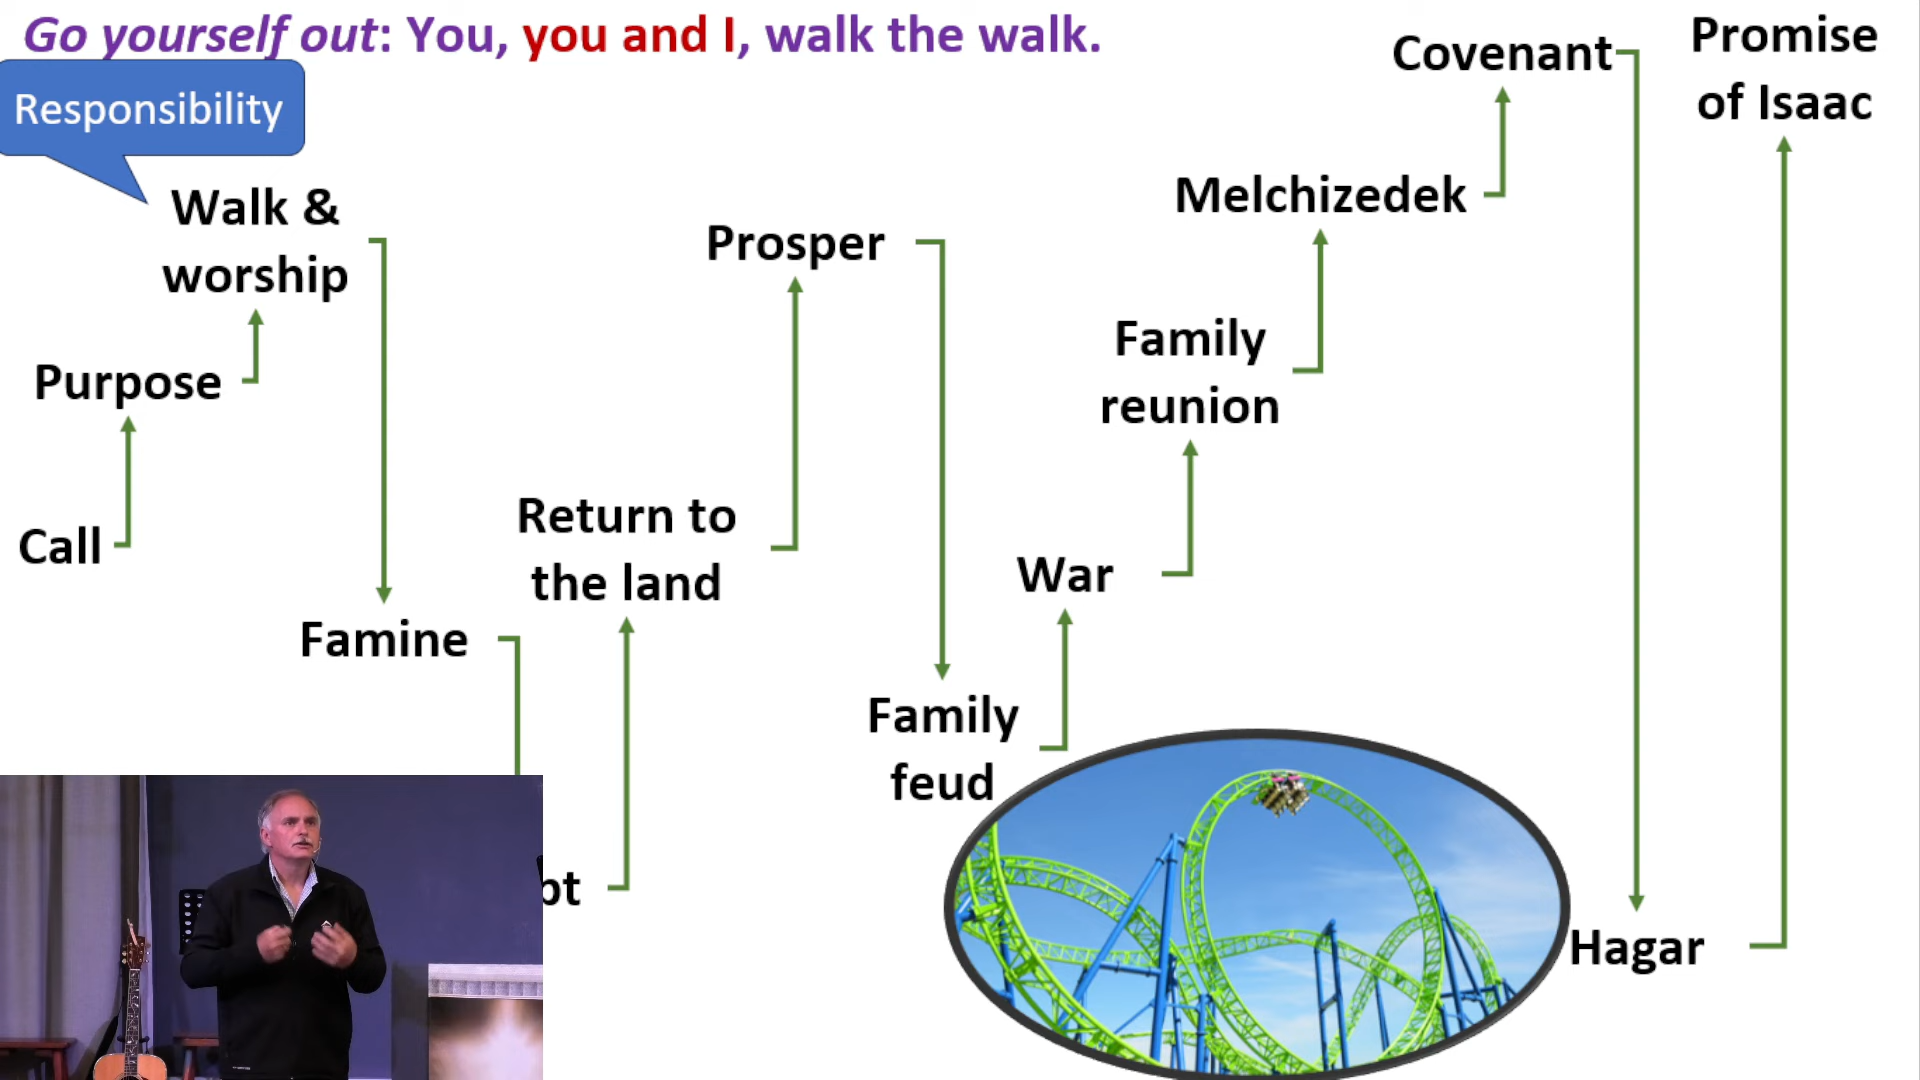 Go yourself out: You, you and I, walk the walk.
Responsibility
Walk &
worship
Purpose
Call
Famine
Return to
the land
Prosper
Family
feud
War
Family
reunion
Melchizedek
Covenant
Hagar
Promise
of Isaac